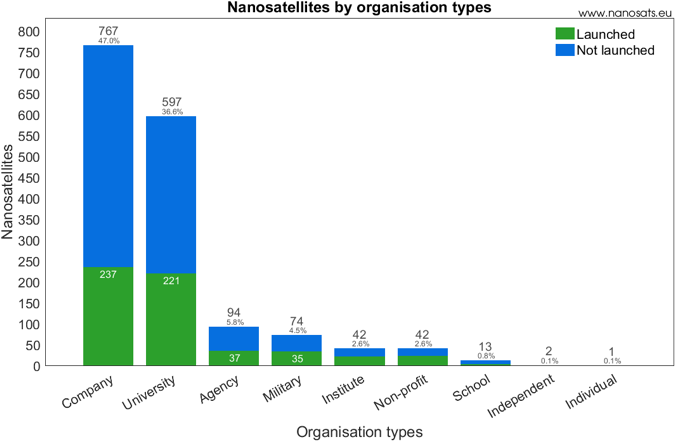 Nanosatellites by organisation types
www.nanosats.eu
Launched
Not launched
Nanosatellites
800
750
700
650
600
550
500
450
400
350
300
250
200
150
100
50
0
767
47.0%
237
597
36.6%
221
94
5.8%
37
74
4.5%
35
42
2.6%
42
2.6%
13
0.8%
2
0.1%
1
0.1%
Company
University
Agency
Military
Institute
Non-profit
School
Independent
Individual
Organisation types